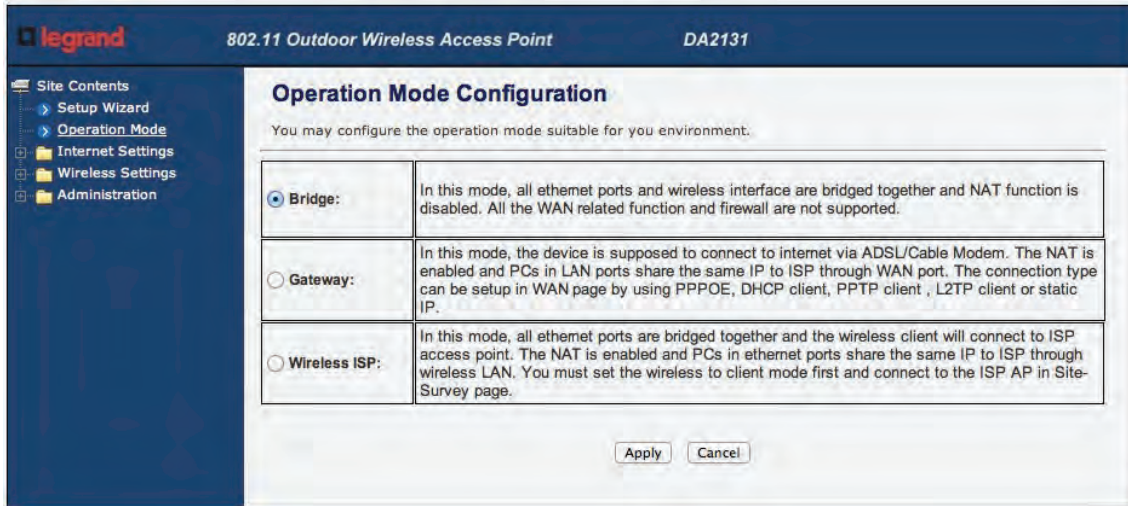 legrand
802.11 Outdoor Wireless Access Point
DA2131
Site Contents
Setup Wizard
Operation Mode
Internet Settings
Wireless Settings
Administration
Operation Mode Configuration
You may configure the operation mode suitable for you environment.
Bridge:
In this mode, all ethernet ports and wireless interface are bridged together and NAT function is
disabled. All the WAN related function and firewall are not supported.
Gateway:
In this mode, the device is supposed to connect to internet via ADSL/Cable Modem. The NAT is
enabled and PCs in LAN ports share the same IP to ISP through WAN port. The connection type
can be setup in WAN page by using PPPOE, DHCP client, PPTP client , L2TP client or static
IP.
Wireless ISP:
In this mode, all ethernet ports are bridged together and the wireless client will connect to ISP
access point. The NAT is enabled and PCs in ethernet ports share the same IP to ISP through
wireless LAN. You must set the wireless to client mode first and connect to the ISP AP in Site-
Survey page.
Apply
Cancel